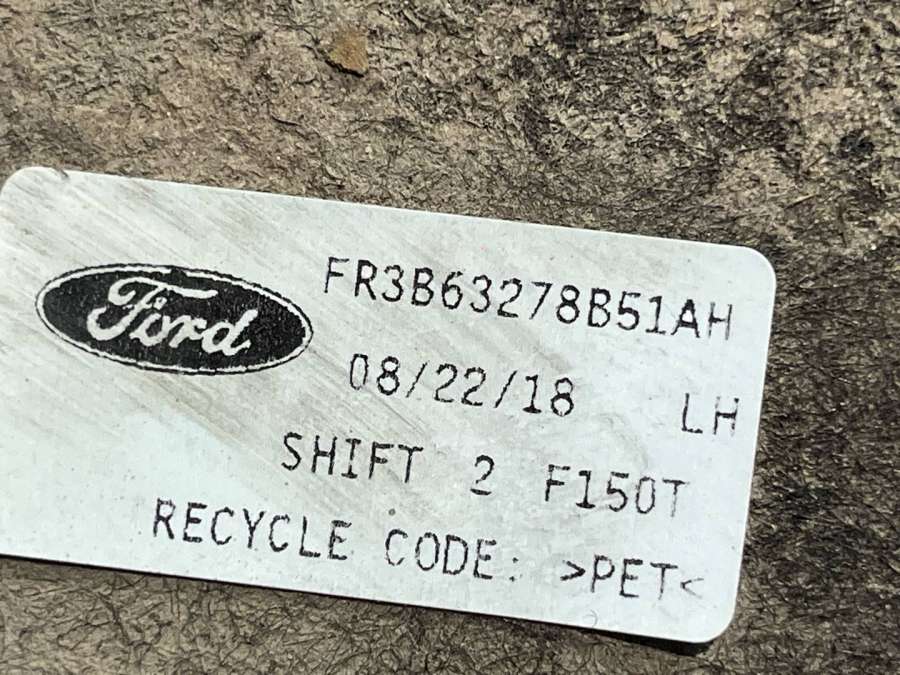 Ford
FR3B63278B51AH
08/22/18 LH
SHIFT 2 F150T
RECYCLE CODE: >PET<